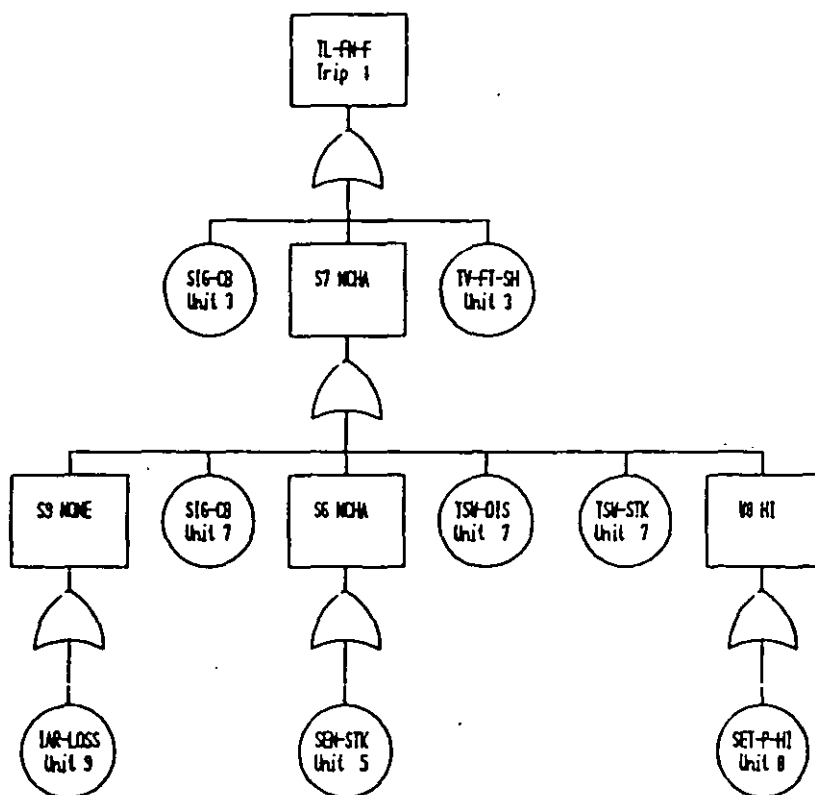 TL-FN-F
Trip 1
SIG-CB
Unit 3
S7 NCHA
TV-FT-SH
Unit 3
S9 NONE
SIG-CB
Unit 7
S6 NCHA
TSW-DIS
Unit 7
TSW-STK
Unit 7
HI
IAR-LOSS
Unit 9
SEN-STK
Unit 5
SET-P-HI
Unit 8